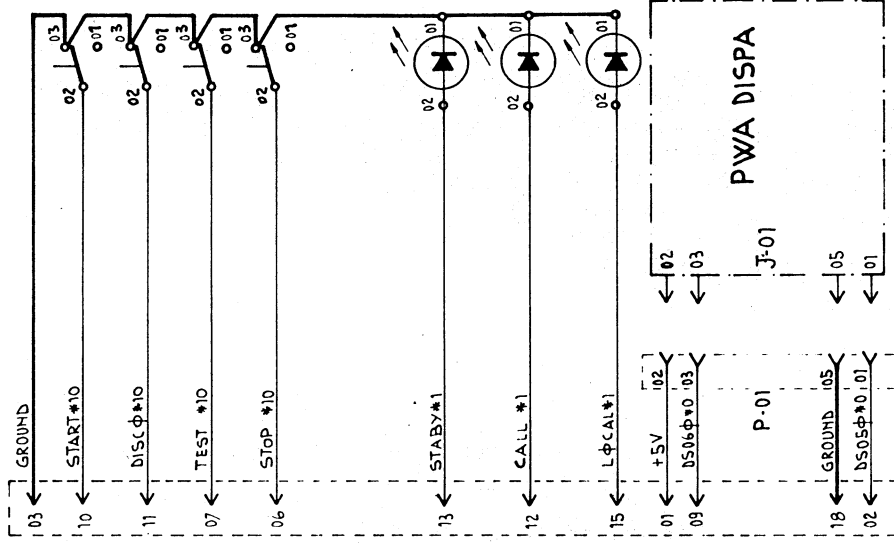 03 01
03 01
03 01
03 01
02
02
02
02
01
01
01
02
02
02
PWA DISPA
J-01
02
03
05
01
GROUND
START*10
DISCΦ*10
TEST *10
STOP *10
STABY*1
CALL *1
LΦCAL*1
+5V
DS06Φ*0
GROUND
DS05Φ*0
02
03
05
01
P-01
03
10
11
07
06
13
12
15
01
09
18
02